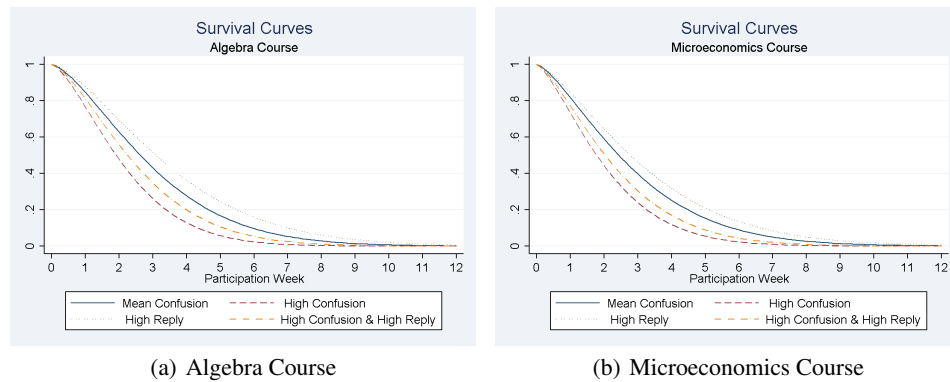 Survival Curves
Algebra Course
1
.8
.6
.4
.2
0
0 1 2 3 4 5 6 7 8 9 10 11 12
Participation Week
Mean Confusion High Confusion
High Reply High Confusion & High Reply
(a) Algebra Course
Survival Curves
Microeconomics Course
1
.8
.6
.4
.2
0
0 1 2 3 4 5 6 7 8 9 10 11 12
Participation Week
Mean Confusion High Confusion
High Reply High Confusion & High Reply
(b) Microeconomics Course